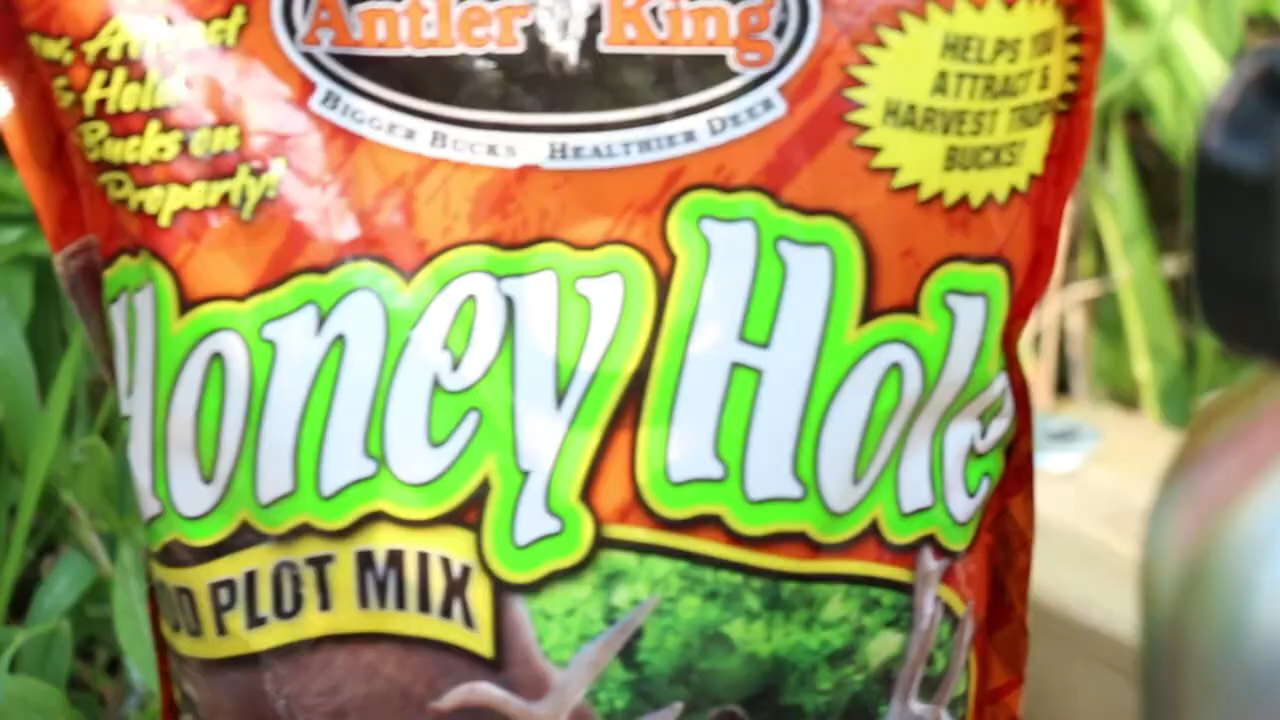 Antler King
BIGGER BUCKS HEALTHIER DEER
Attract
& Hold
Bucks on
Property!
HELPS YOU
ATTRACT &
HARVEST
BUCKS!
Honey Hole
PLOT MIX